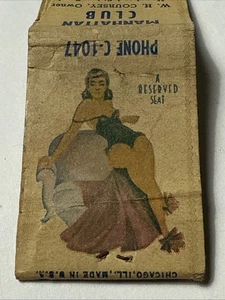 W. H. COURSEY, Owner
MANHATTAN
CLUB
PHONE C-1047
A
RESERVED
SEAT
CHICAGO, ILL., MADE IN U.S.A.